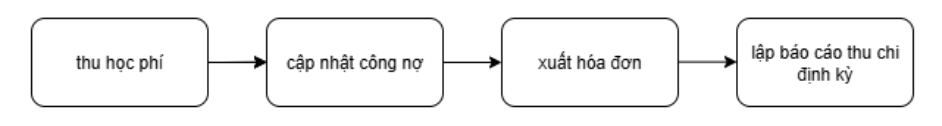 thu học phí
cập nhật công nợ
xuất hóa đơn
lập báo cáo thu chi
định kỳ